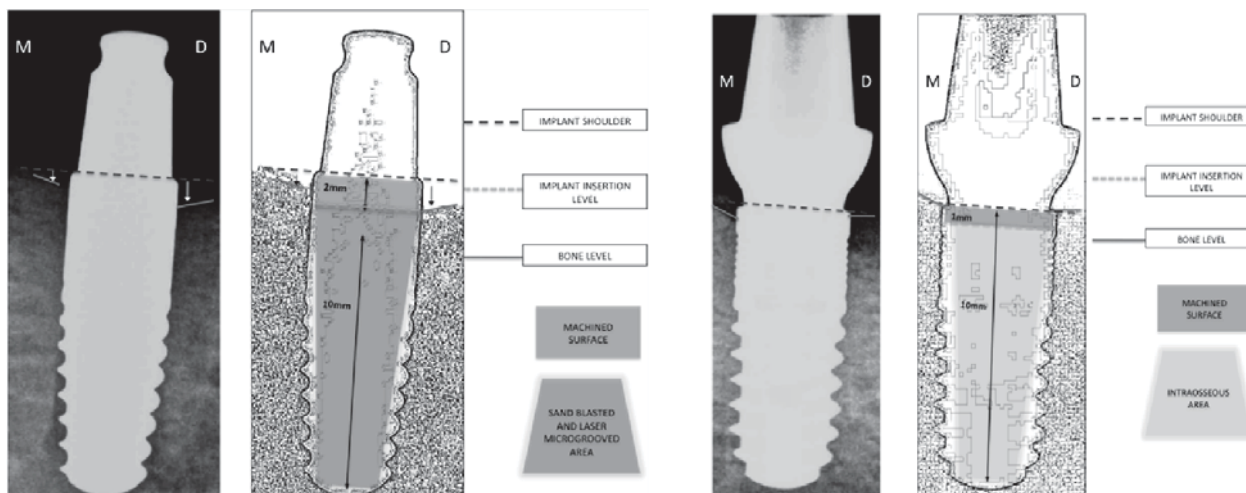 M D
M D
IMPLANT SHOULDER
2mm
IMPLANT INSERTION
LEVEL
BONE LEVEL
10mm
MACHINED
SURFACE
SAND BLASTED
AND LASER
MICROGROOVED
AREA
M D
M D
IMPLANT SHOULDER
IMPLANT INSERTION
LEVEL
BONE LEVEL
10mm
MACHINED
SURFACE
INTRAOSSEOUS
AREA